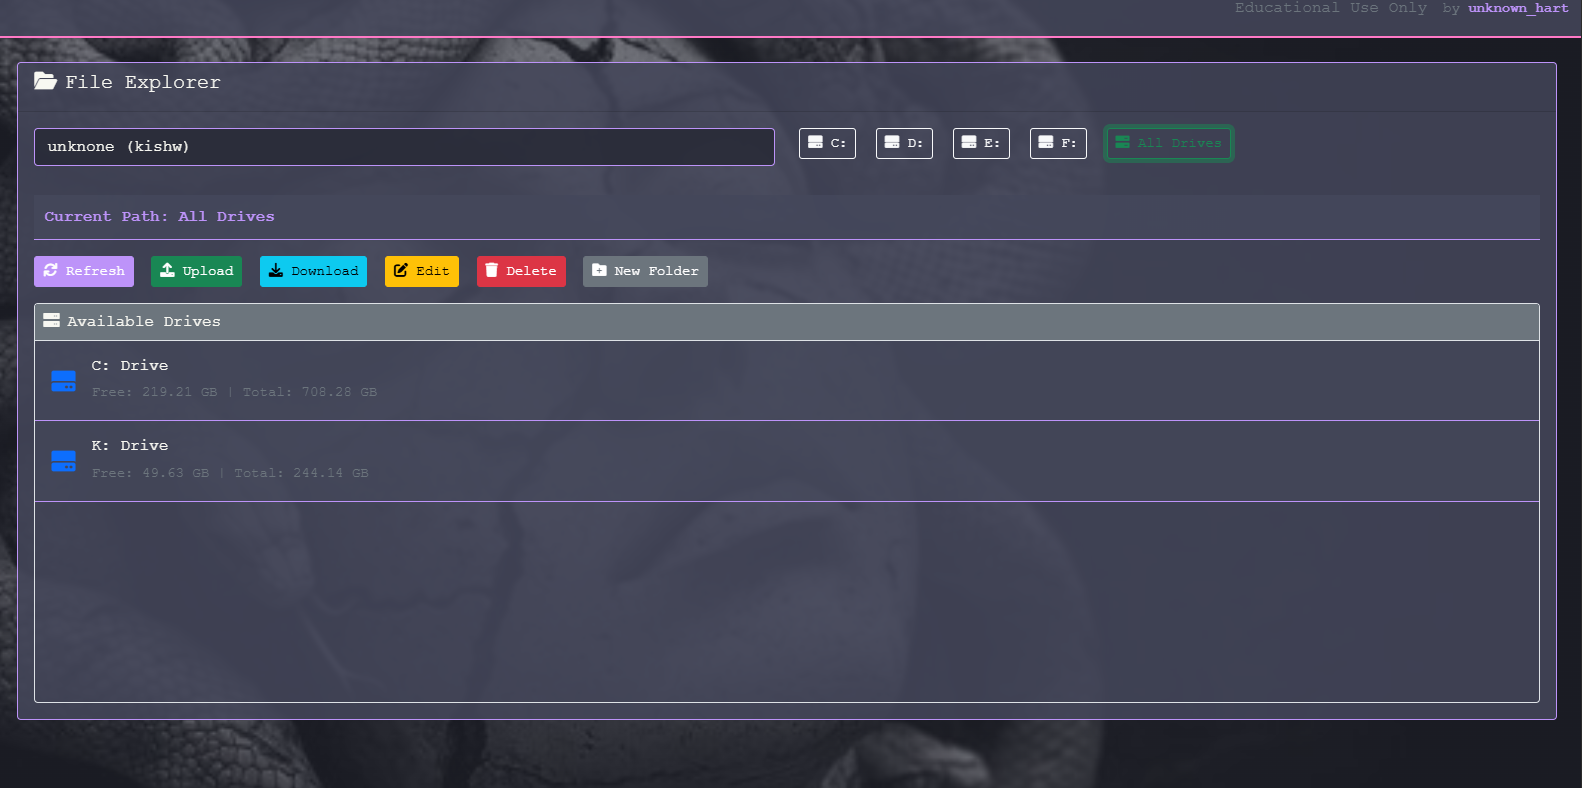 Educational Use Only by unknown_hart
File Explorer
unknone (kishw)
C:
D:
E:
F:
All Drives
Current Path: All Drives
Refresh
Upload
Download
Edit
Delete
New Folder
Available Drives
C: Drive
Free: 219.21 GB | Total: 708.28 GB
K: Drive
Free: 49.63 GB | Total: 244.14 GB